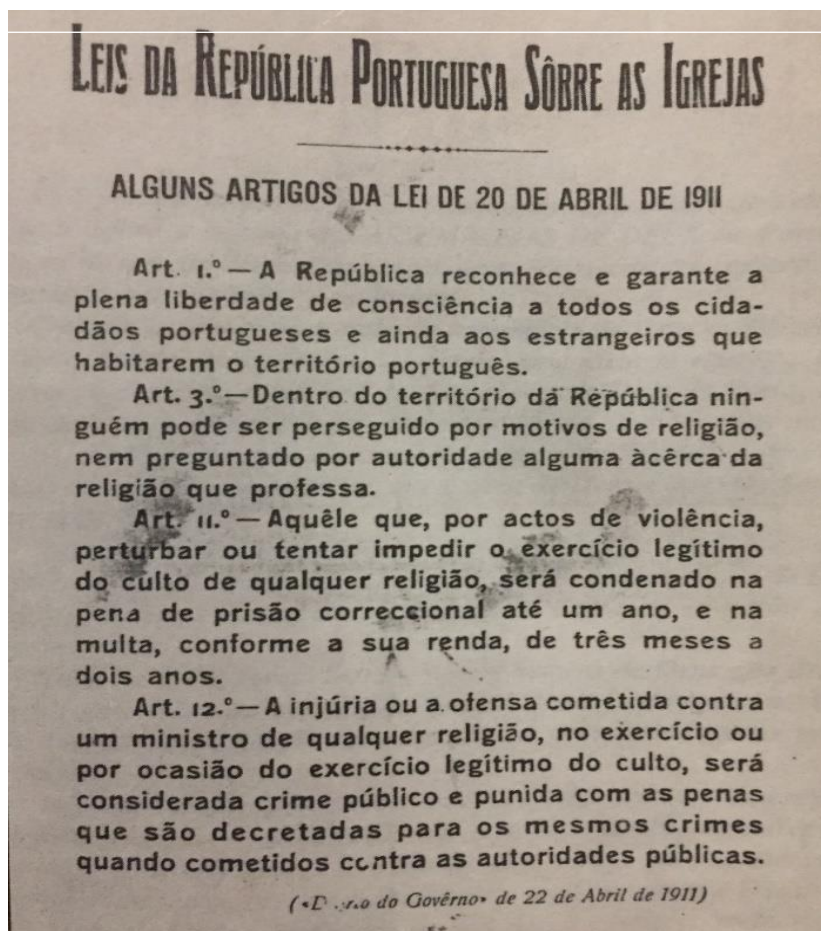 LEIS DA REPÚBLICA PORTUGUESA SÔBRE AS IGREJAS
ALGUNS ARTIGOS DA LEI DE 20 DE ABRIL DE 1911
Art. 1.º — A República reconhece e garante a
plena liberdade de consciência a todos os cida-
dãos portugueses e ainda aos estrangeiros que
habitarem o território português.
Art. 3.º — Dentro do território da República nin-
guém pode ser perseguido por motivos de religião,
nem preguntado por autoridade alguma àcêrca da
religião que professa.
Art. 11.º — Aquêle que, por actos de violência,
perturbar ou tentar impedir o exercício legítimo
do culto de qualquer religião, será condenado na
pena de prisão correccional até um ano, e na
multa, conforme a sua renda, de três meses a
dois anos.
Art. 12.º — A injúria ou a ofensa cometida contra
um ministro de qualquer religião, no exercício ou
por ocasião do exercício legítimo do culto, será
considerada crime público e punida com as penas
que são decretadas para os mesmos crimes
quando cometidos contra as autoridades públicas.
do Govêrno» de 22 de Abril de 1911)